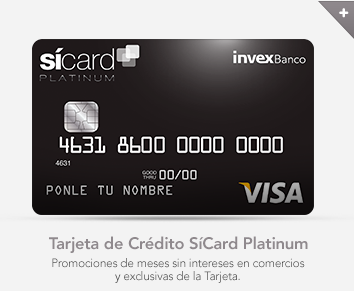 sícard
PLATINUM
invexBanco
4631 8600 0000 0000
4631
GOOD
THRU 00/00
PONLE TU NOMBRE
VISA
Tarjeta de Crédito SíCard Platinum
Promociones de meses sin intereses en comercios
y exclusivas de la Tarjeta.